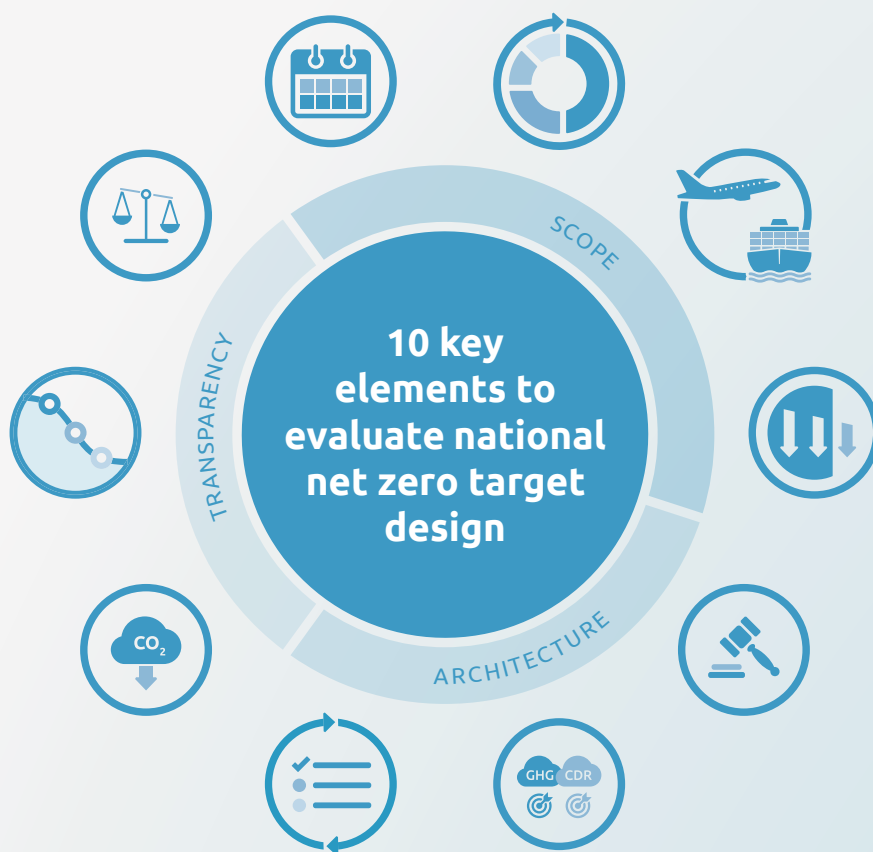 10 key
elements to
evaluate national
net zero target
design
SCOPE
ARCHITECTURE
TRANSPARENCY
CO₂
GHG
CDR